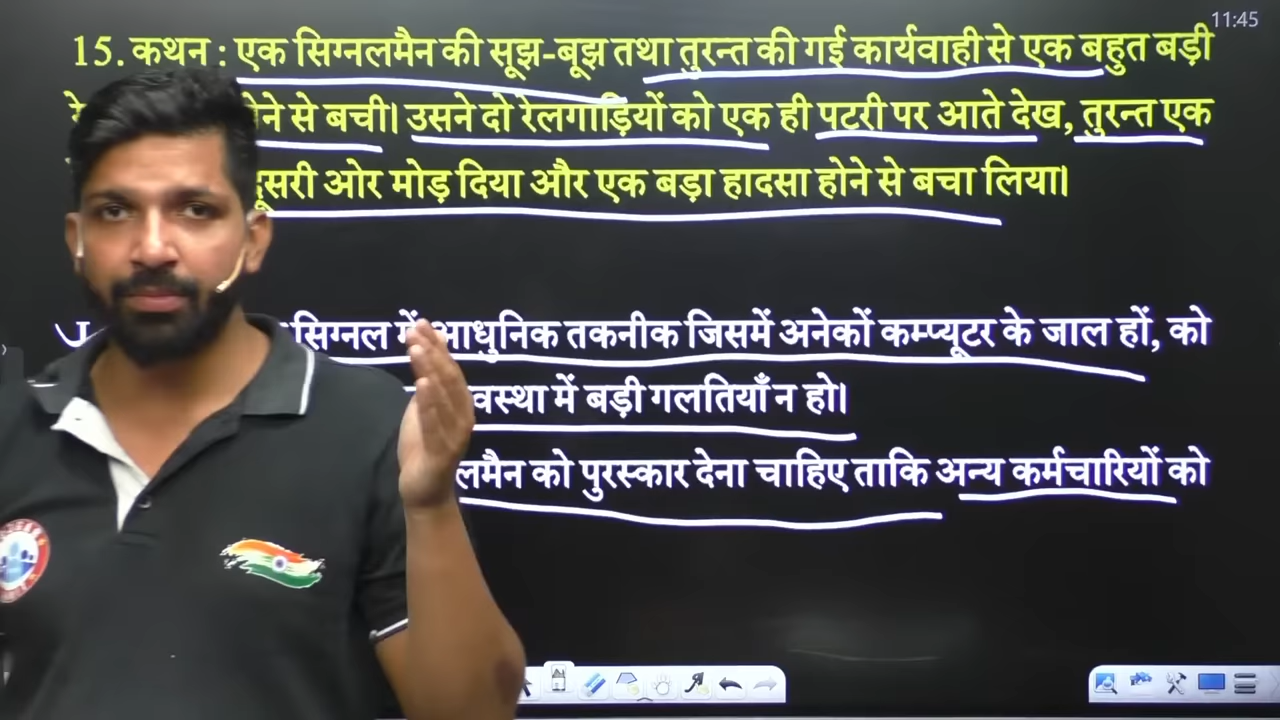 11:45
15. कथन : एक सिग्नलमैन की सूझ-बूझ तथा तुरन्त की गई कार्यवाही से एक बहुत बड़ी
से बची। उसने दो रेलगाड़ियों को एक ही पटरी पर आते देख, तुरन्त एक
दूसरी ओर मोड़ दिया और एक बड़ा हादसा होने से बचा लिया।
सिग्नल में आधुनिक तकनीक जिसमें अनेकों कम्प्यूटर के जाल हों, को
में बड़ी गलतियाँ न हो।
को पुरस्कार देना चाहिए ताकि अन्य कर्मचारियों को